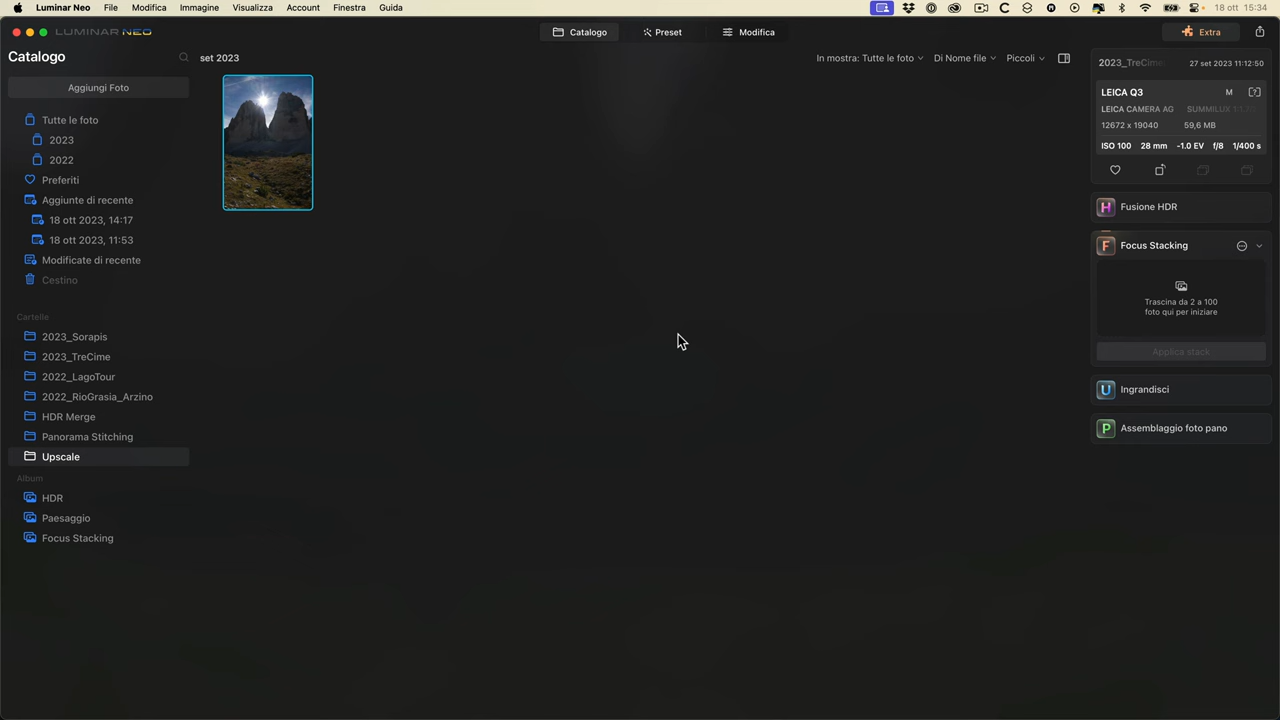 Luminar Neo File Modifica Immagine Visualizza Account Finestra Guida
18 ott 15:34
LUMINAR NEO
Catalogo Preset Modifica
Extra
Catalogo
set 2023
In mostra: Tutte le foto Di Nome file Piccoli
2023_TreCime 27 set 2023 11:12:50
Aggiungi Foto
LEICA Q3 M
LEICA CAMERA AG SUMMILUX
12672 x 19040 59,6 MB
ISO 100 28 mm -1.0 EV f/8 1/400 s
Tutte le foto
2023
2022
Preferiti
Aggiunte di recente
18 ott 2023, 14:17
18 ott 2023, 11:53
Modificate di recente
Cestino
Cartelle
2023_Sorapis
2023_TreCime
2022_LagoTour
2022_RioGrasia_Arzino
HDR Merge
Panorama Stitching
Upscale
Album
HDR
Paesaggio
Focus Stacking
H Fusione HDR
F Focus Stacking
Trascina da 2 a 100
foto qui per iniziare
Applica stack
U Ingrandisci
P Assemblaggio foto pano